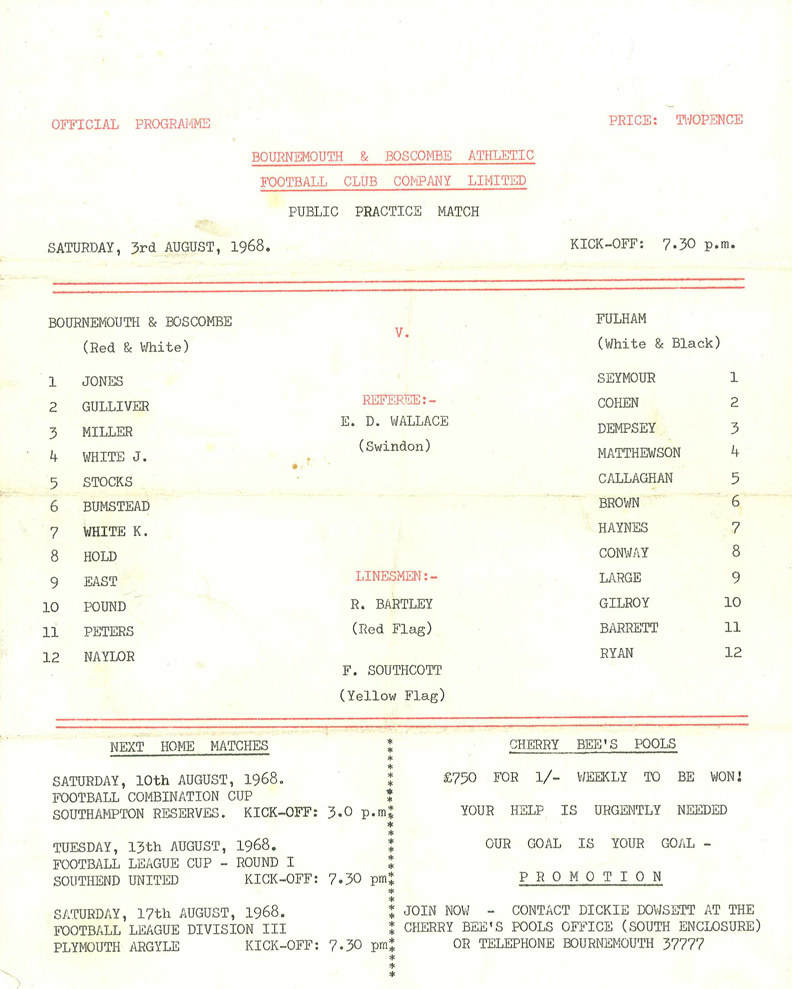 OFFICIAL PROGRAMME
PRICE: TWOPENCE
BOURNEMOUTH & BOSCOMBE ATHLETIC
FOOTBALL CLUB COMPANY LIMITED
PUBLIC PRACTICE MATCH
SATURDAY, 3rd AUGUST, 1968.
KICK-OFF: 7.30 p.m.
BOURNEMOUTH & BOSCOMBE
(Red & White)
1 JONES
2 GULLIVER
3 MILLER
4 WHITE J.
5 STOCKS
6 BUMSTEAD
7 WHITE K.
8 HOLD
9 EAST
10 POUND
11 PETERS
12 NAYLOR
V.
REFEREE:-
E. D. WALLACE
(Swindon)
LINESMEN:-
R. BARTLEY
(Red Flag)
F. SOUTHCOTT
(Yellow Flag)
FULHAM
(White & Black)
SEYMOUR 1
COHEN 2
DEMPSEY 3
MATTHEWSON 4
CALLAGHAN 5
BROWN 6
HAYNES 7
CONWAY 8
LARGE 9
GILROY 10
BARRETT 11
RYAN 12
NEXT HOME MATCHES
SATURDAY, 10th AUGUST, 1968.
FOOTBALL COMBINATION CUP
SOUTHAMPTON RESERVES. KICK-OFF: 3.0 p.m.
TUESDAY, 13th AUGUST, 1968.
FOOTBALL LEAGUE CUP - ROUND I
SOUTHEND UNITED KICK-OFF: 7.30 pm
SATURDAY, 17th AUGUST, 1968.
FOOTBALL LEAGUE DIVISION III
PLYMOUTH ARGYLE KICK-OFF: 7.30 pm
CHERRY BEE'S POOLS
£750 FOR 1/- WEEKLY TO BE WON!
YOUR HELP IS URGENTLY NEEDED
OUR GOAL IS YOUR GOAL -
P R O M O T I O N
JOIN NOW - CONTACT DICKIE DOWSETT AT THE
CHERRY BEE'S POOLS OFFICE (SOUTH ENCLOSURE)
OR TELEPHONE BOURNEMOUTH 37777